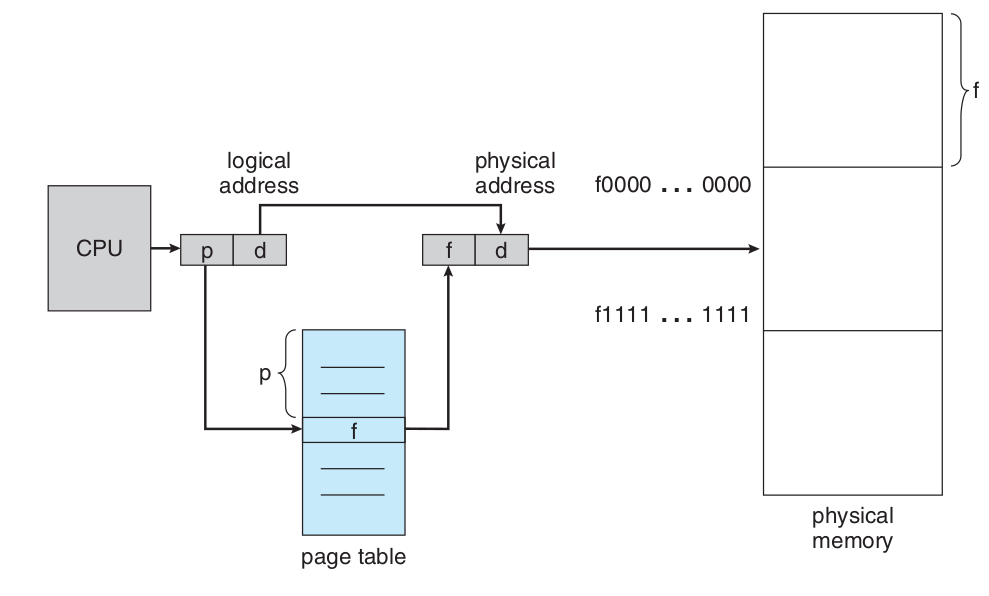 logical
address
physical
address
CPU
p
d
f
d
f0000 ... 0000
f1111 ... 1111
f
p
f
page table
physical
memory